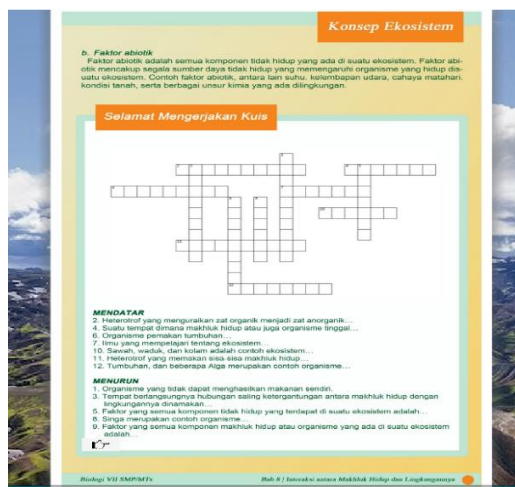 Konsep Ekosistem
b. Faktor abiotik
Faktor abiotik adalah semua komponen tidak hidup yang ada di suatu ekosistem. Faktor abi-
otik mencakup segala sumber daya tidak hidup yang memengaruhi organisme yang hidup dis-
uatu ekosistem. Contoh faktor abiotik, antara lain suhu, kelembapan udara, cahaya matahari,
kondisi tanah, serta berbagai unsur kimia yang ada dilingkungan.
Selamat Mengerjakan Kuis
MENDATAR
2. Heterotrof yang menguraikan zat organik menjadi zat anorganik...
4. Suatu tempat dimana makhluk hidup atau juga organisme tinggal...
6. Organisme pemakan tumbuhan...
7. Ilmu yang mempelajari tentang ekosistem...
10. Sawah, waduk, dan kolam adalah contoh ekosistem...
11. Heterotrof yang memakan sisa sisa makhluk hidup...
12. Tumbuhan, dan beberapa Alga merupakan contoh organisme...
MENURUN
1. Organisme yang tidak dapat menghasilkan makanan sendiri.
3. Tempat berlangsungnya hubungan saling ketergantungan antara makhluk hidup dengan
lingkungannya dinamakan...
5. Faktor yang semua komponen tidak hidup yang terdapat di suatu ekosistem adalah...
8. Singa merupakan contoh organisme...
9. Faktor yang semua komponen makhluk hidup atau organisme yang ada di suatu ekosistem
adalah...
Biologi VII SMP/MTs
Bab 8 | Interaksi antara Makhluk Hidup dan Lingkungannya